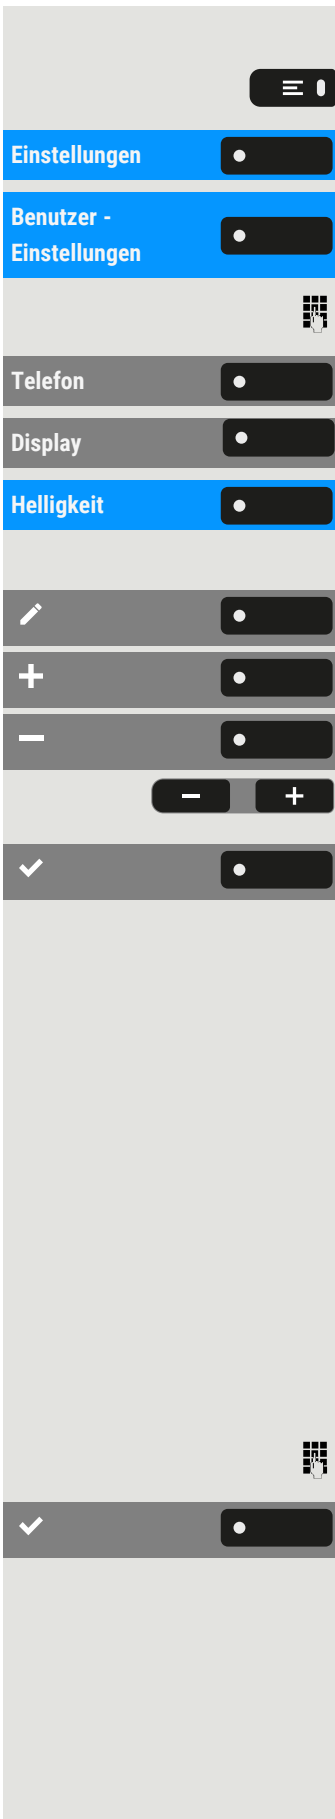 Einstellungen
Benutzer -
Einstellungen
Telefon
Display
Helligkeit